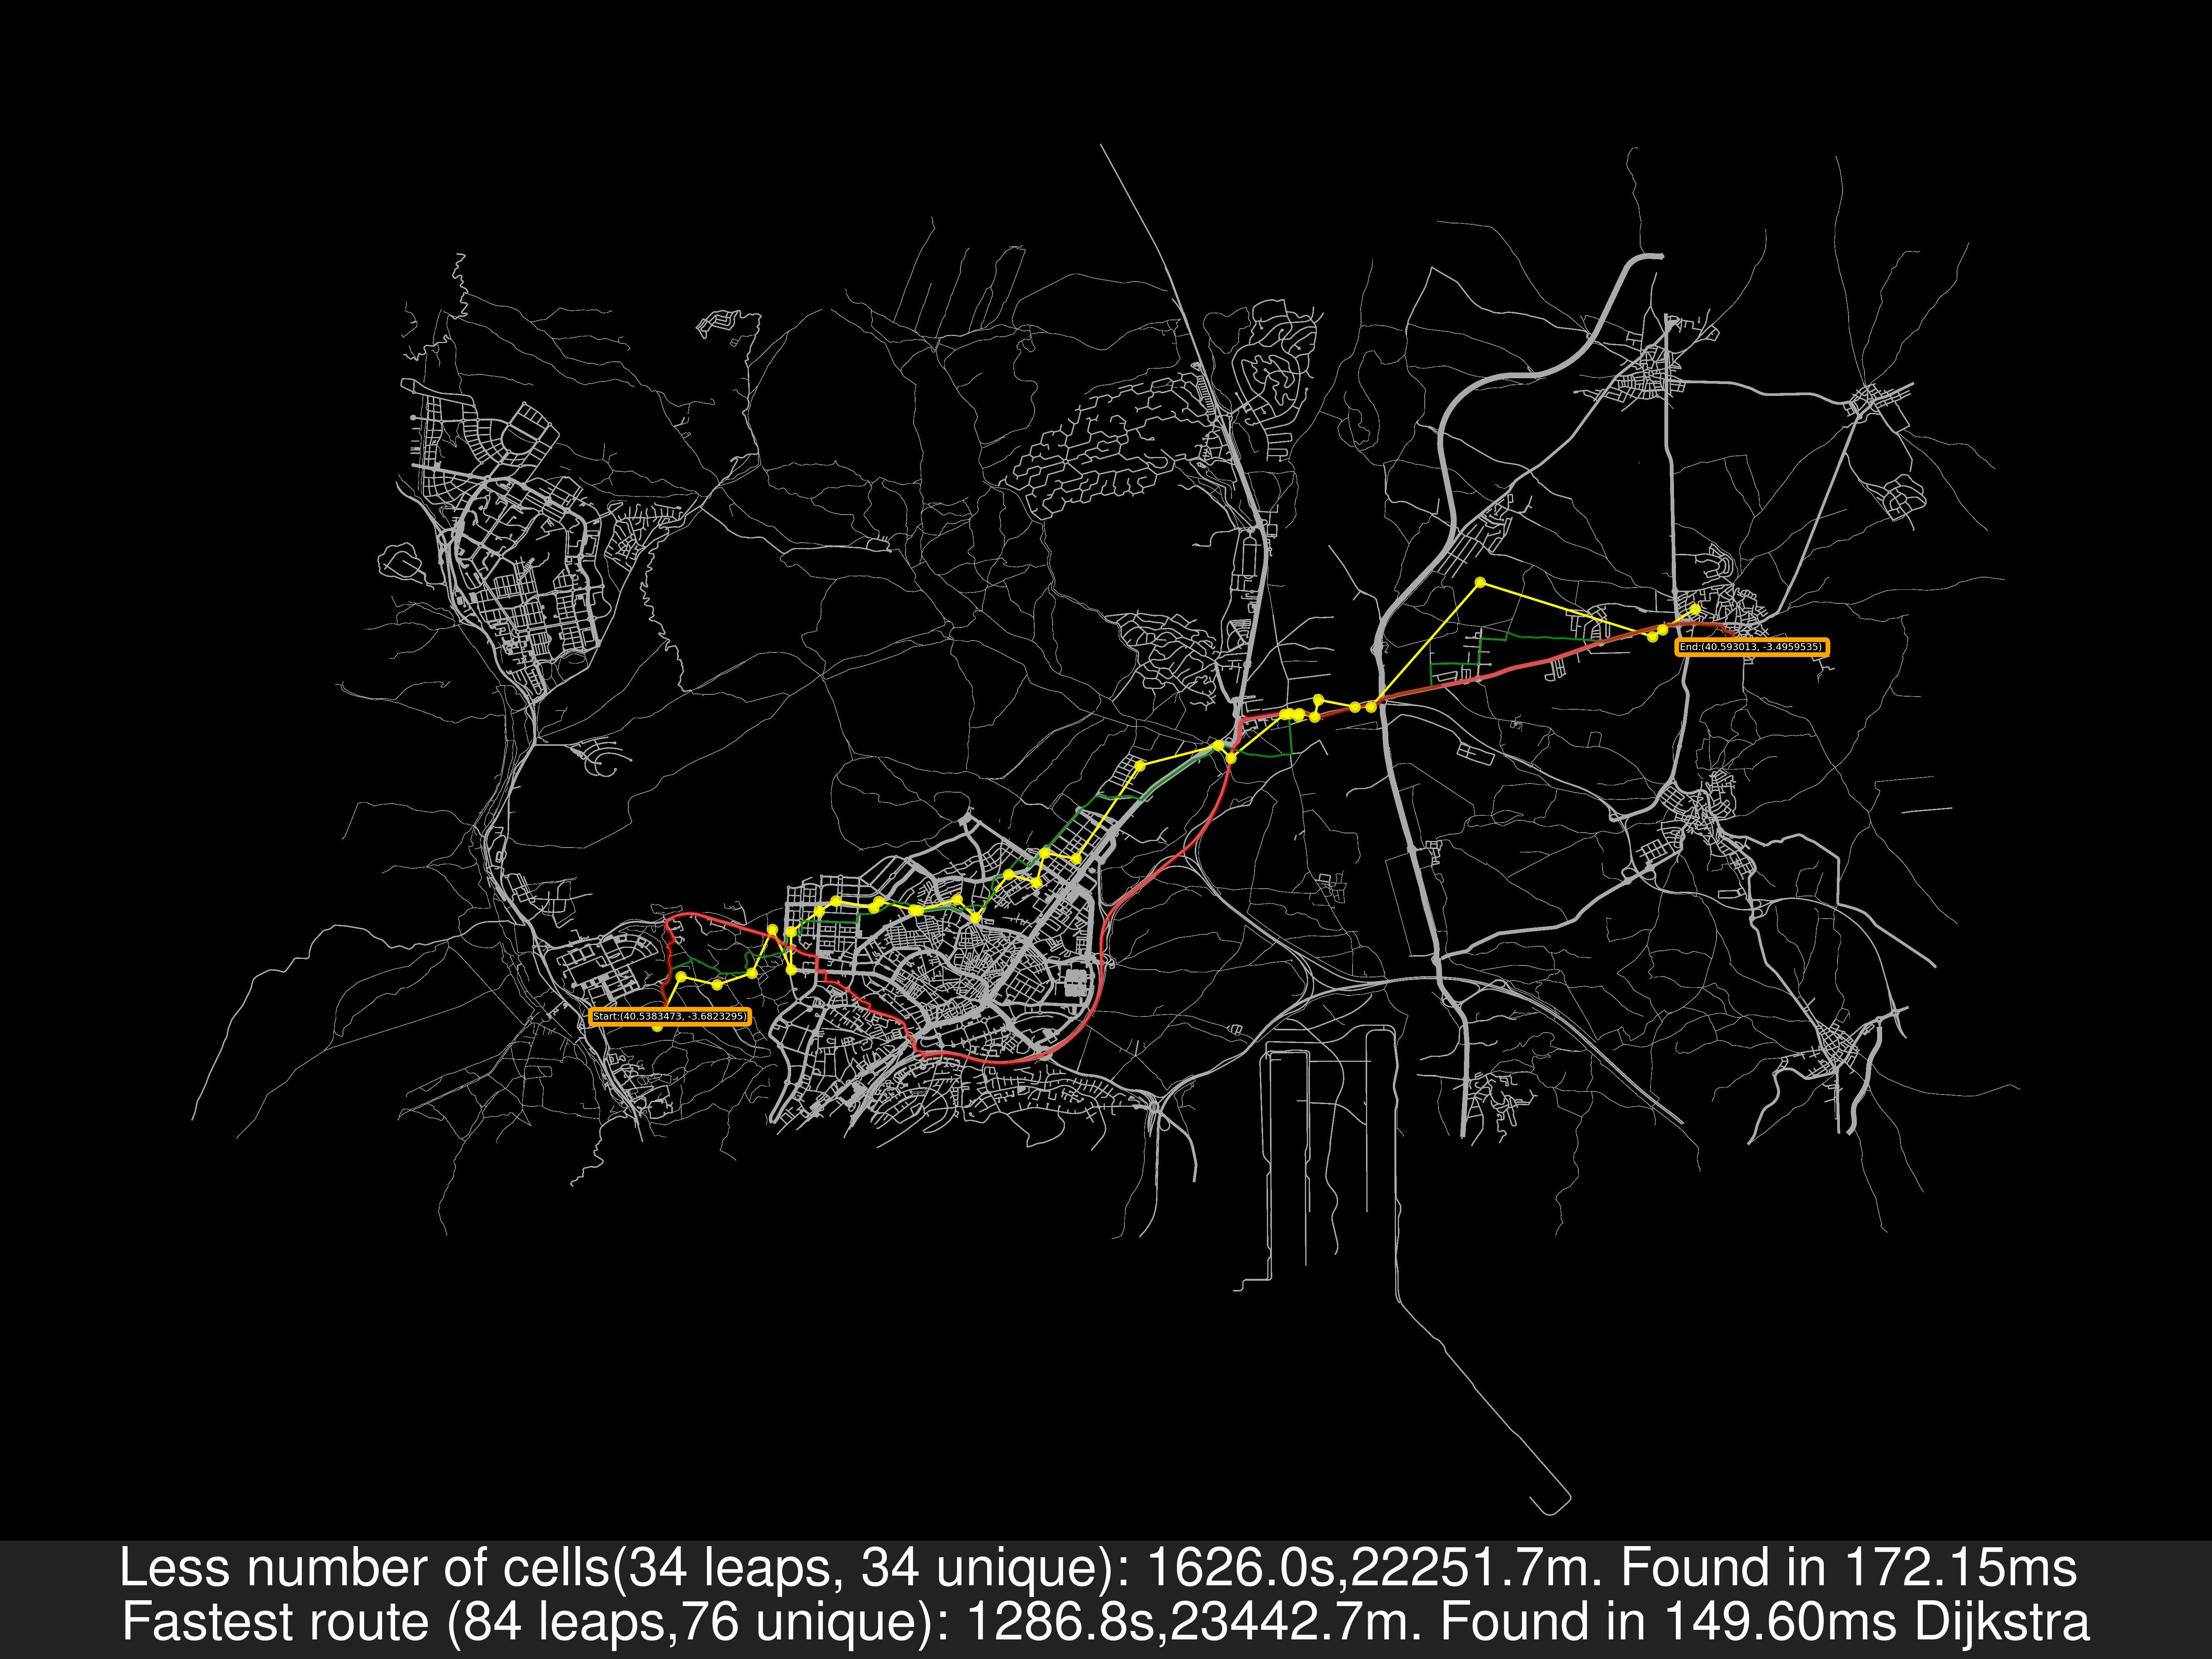 End:(40.593013, -3.4959535)
Start:(40.5383473, -3.6823295)
Less number of cells(34 leaps, 34 unique): 1626.0s,22251.7m. Found in 172.15ms
Fastest route (84 leaps,76 unique): 1286.8s,23442.7m. Found in 149.60ms Dijkstra